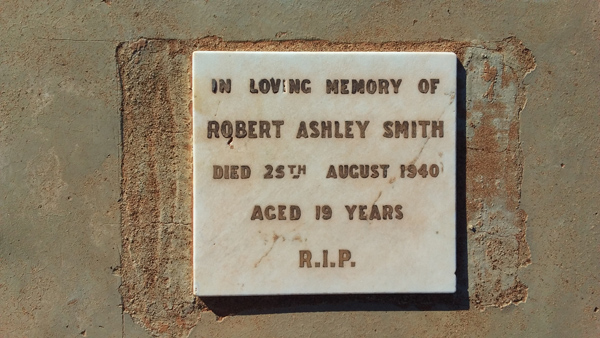 IN LOVING MEMORY OF
ROBERT ASHLEY SMITH
DIED 25TH AUGUST 1940
AGED 19 YEARS
R.I.P.